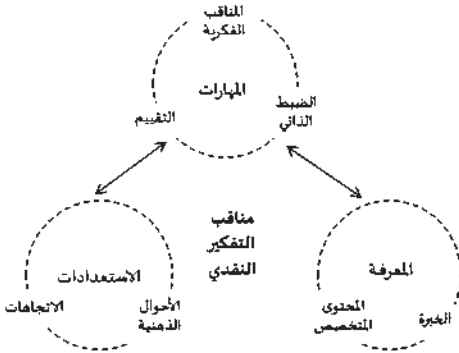 المناقب
الفكرية
المهارات
الضبط
الذاتي
التقييم
مناقب
التفكير
النقدي
المعرفة
المحتوى
المتخصص
الخبرة
الاستعدادات
الأحوال
الذهنية
الاتجاهات